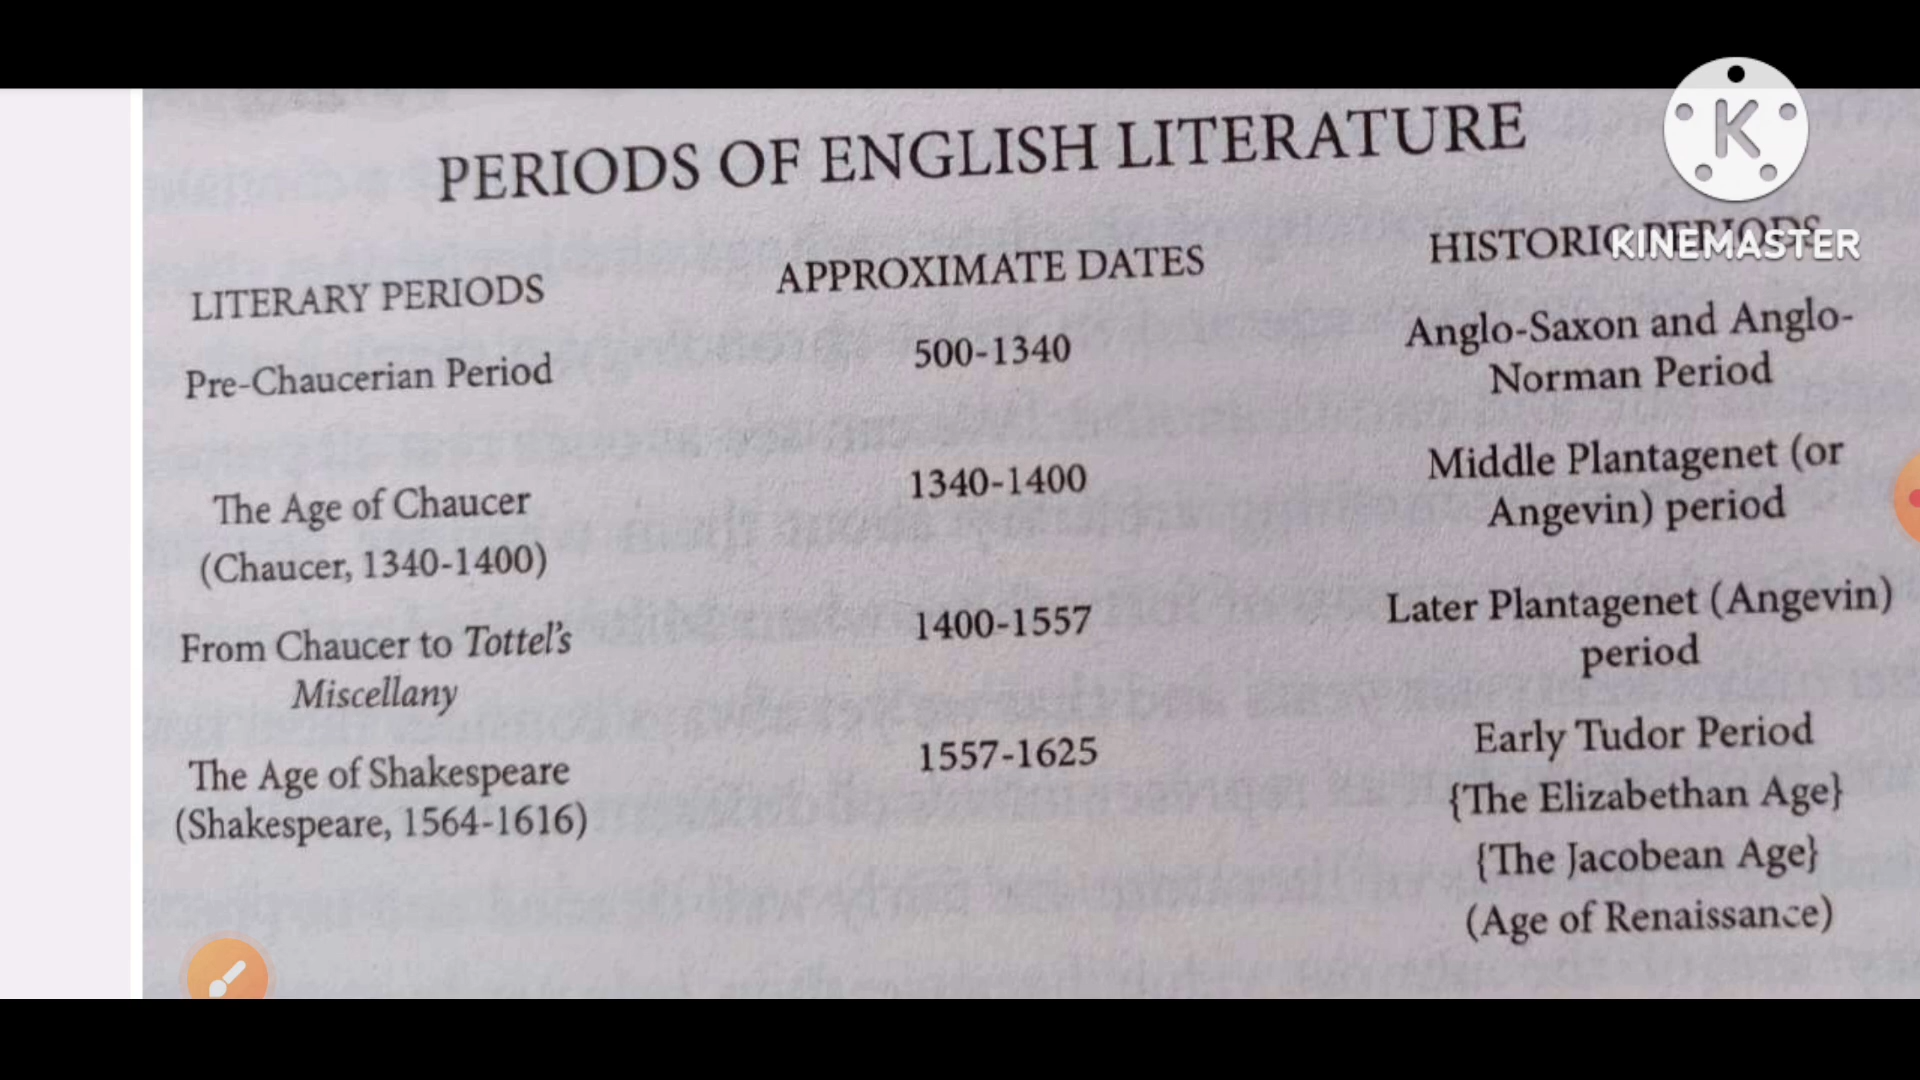 PERIODS OF ENGLISH LITERATURE
K
KINEMASTER
LITERARY PERIODS APPROXIMATE DATES HISTORIC PERIODS
Pre-Chaucerian Period 500-1340 Anglo-Saxon and Anglo-
Norman Period
The Age of Chaucer 1340-1400 Middle Plantagenet (or
(Chaucer, 1340-1400) Angevin) period
From Chaucer to Tottel's 1400-1557 Later Plantagenet (Angevin)
Miscellany period
The Age of Shakespeare 1557-1625 Early Tudor Period
(Shakespeare, 1564-1616) {The Elizabethan Age}
{The Jacobean Age}
(Age of Renaissance)